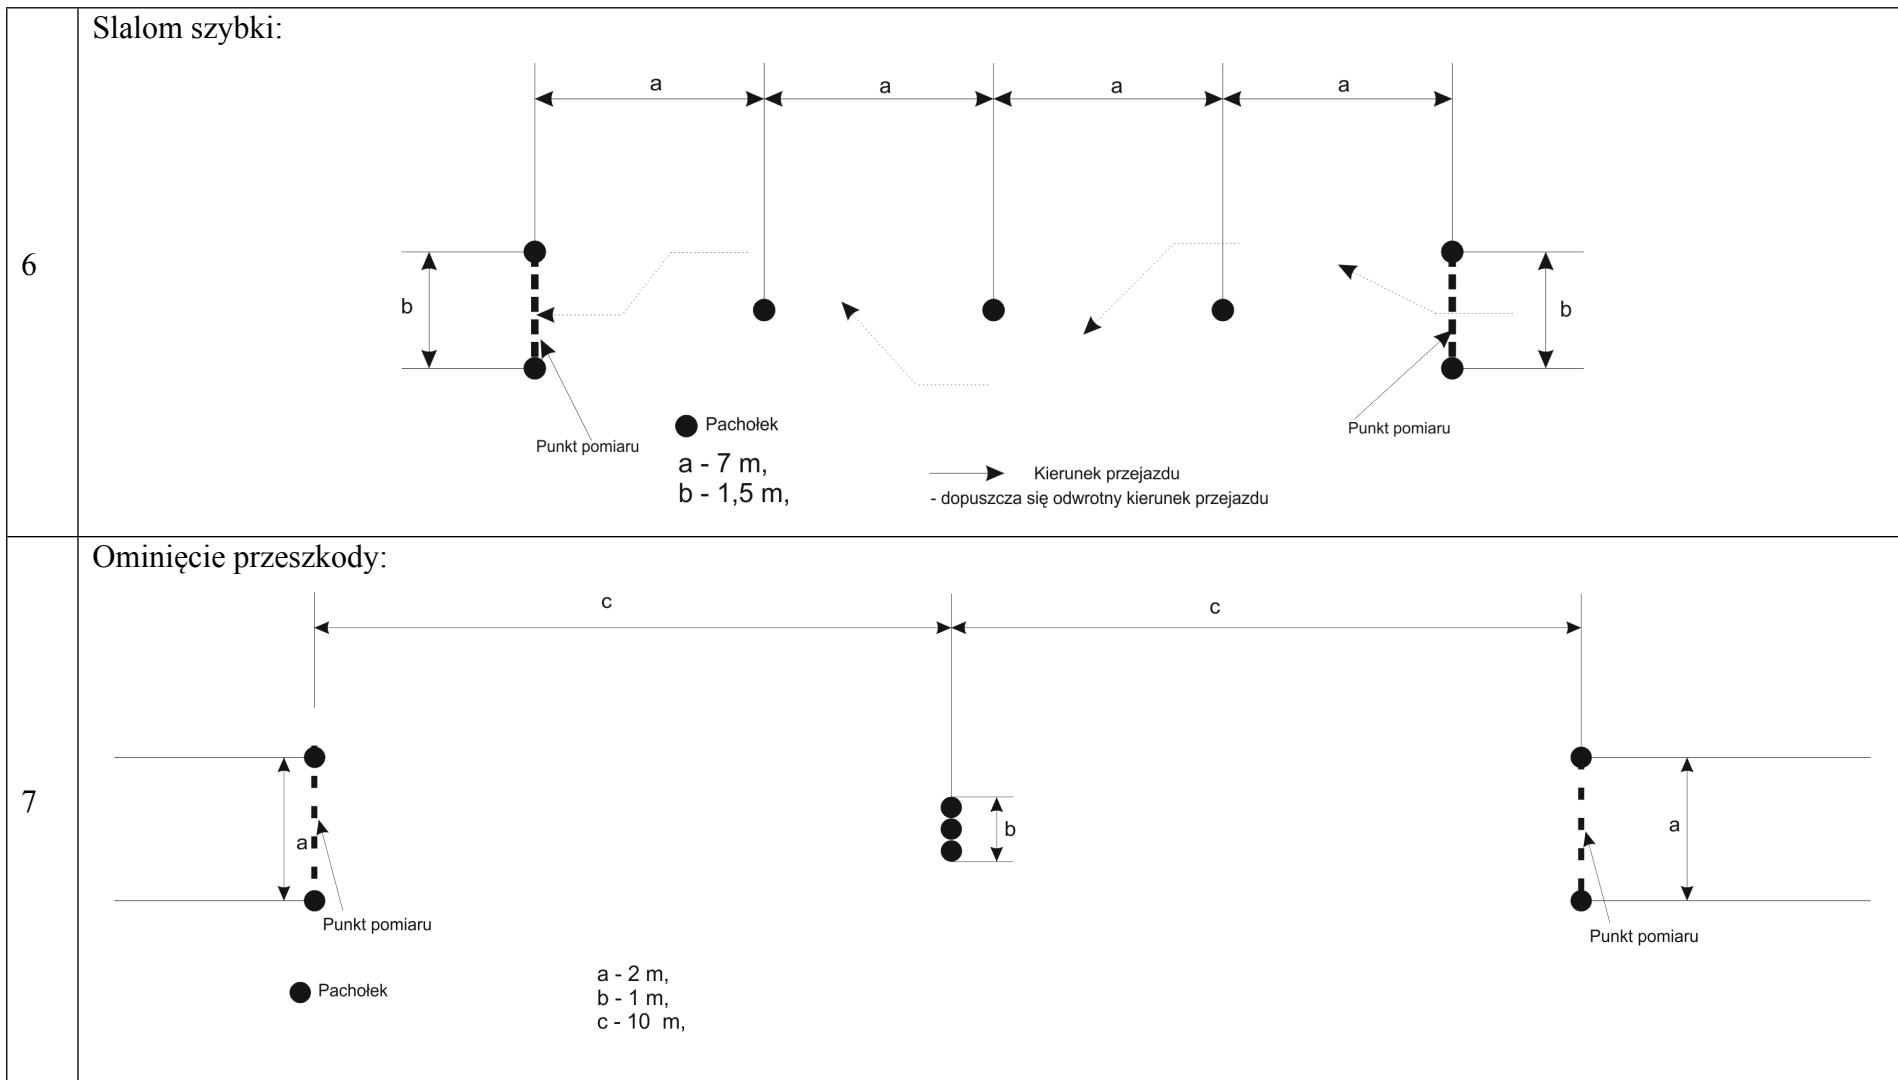 Slalom szybki:
a
a
a
a
6
b
b
Punkt pomiaru
Pachołek
Punkt pomiaru
a - 7 m,
b - 1,5 m,
Kierunek przejazdu
- dopuszcza się odwrotny kierunek przejazdu
Ominięcie przeszkody:
c
c
7
a
b
a
Punkt pomiaru
Punkt pomiaru
Pachołek
a - 2 m,
b - 1 m,
c - 10 m,